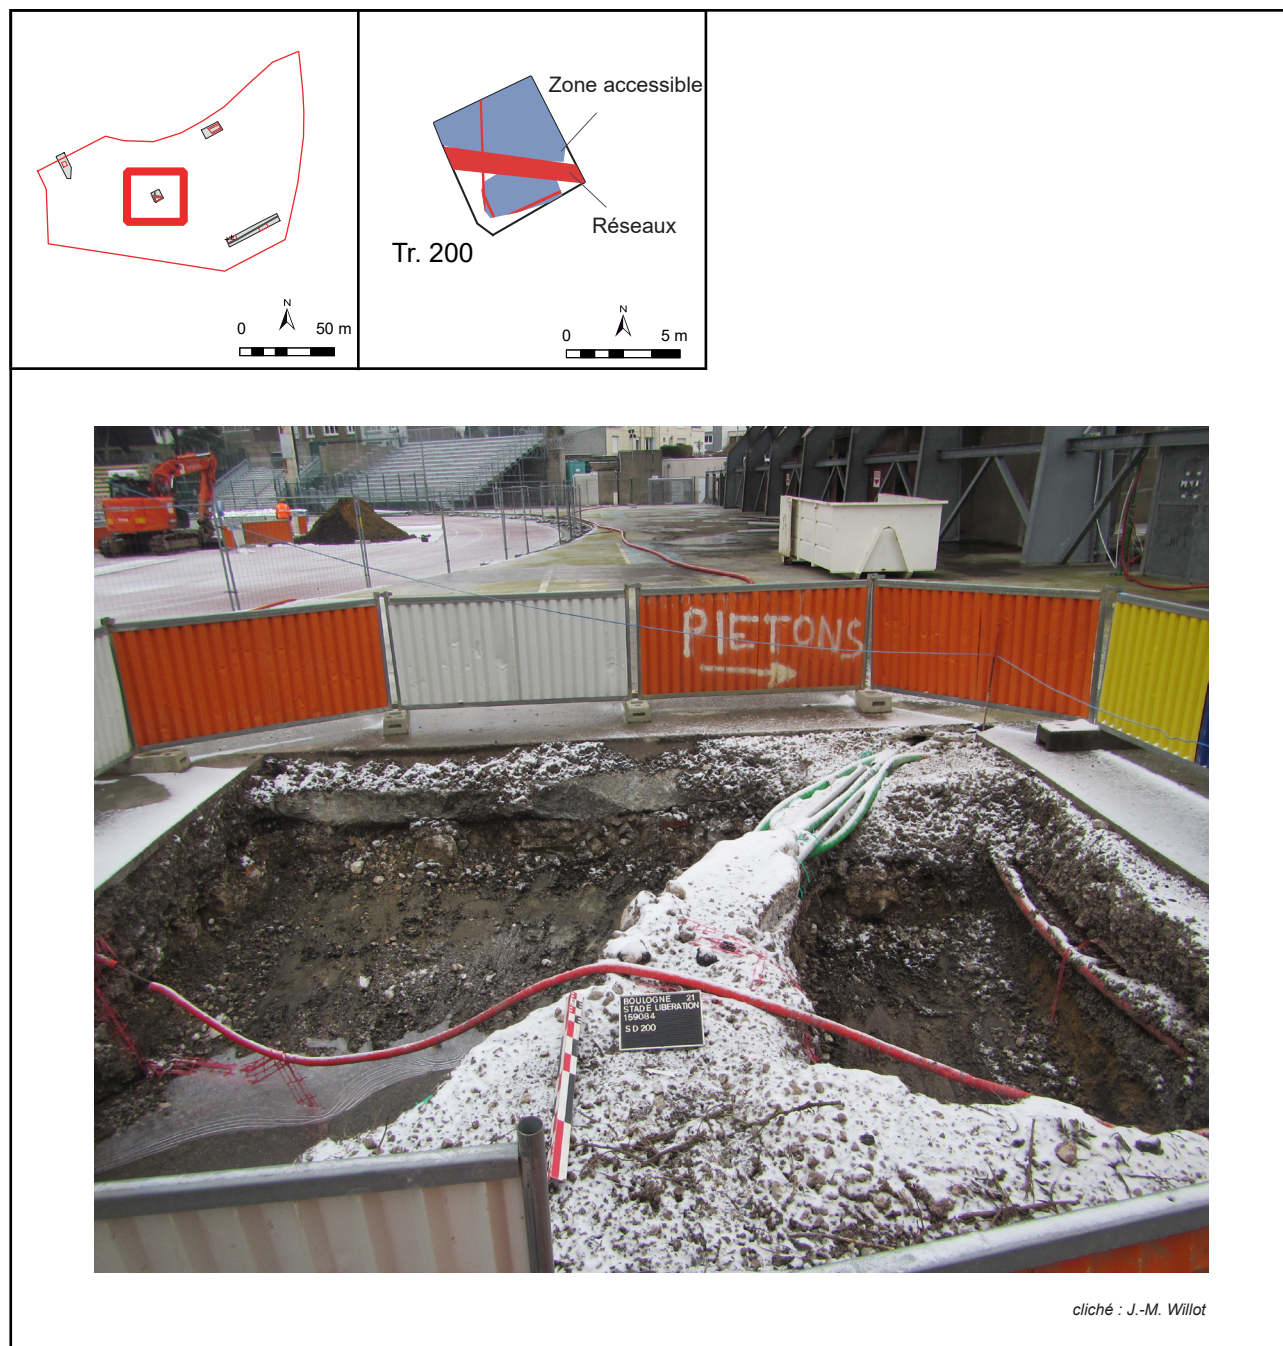 N
0 50 m
Zone accessible
Réseaux
Tr. 200
N
0 5 m
PIETONS
BOULOGNE 21
STADE LIBERATION
159084
SD 200
cliché : J.-M. Willot